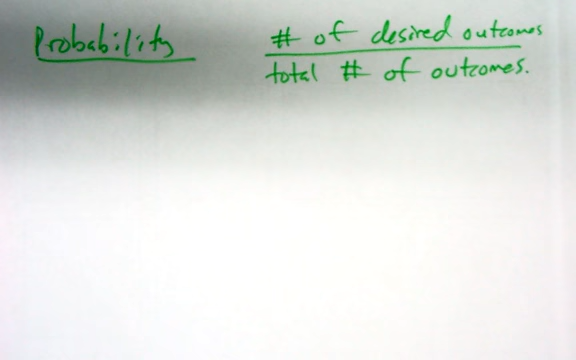 Probability
# of desired outcomes
total # of outcomes.